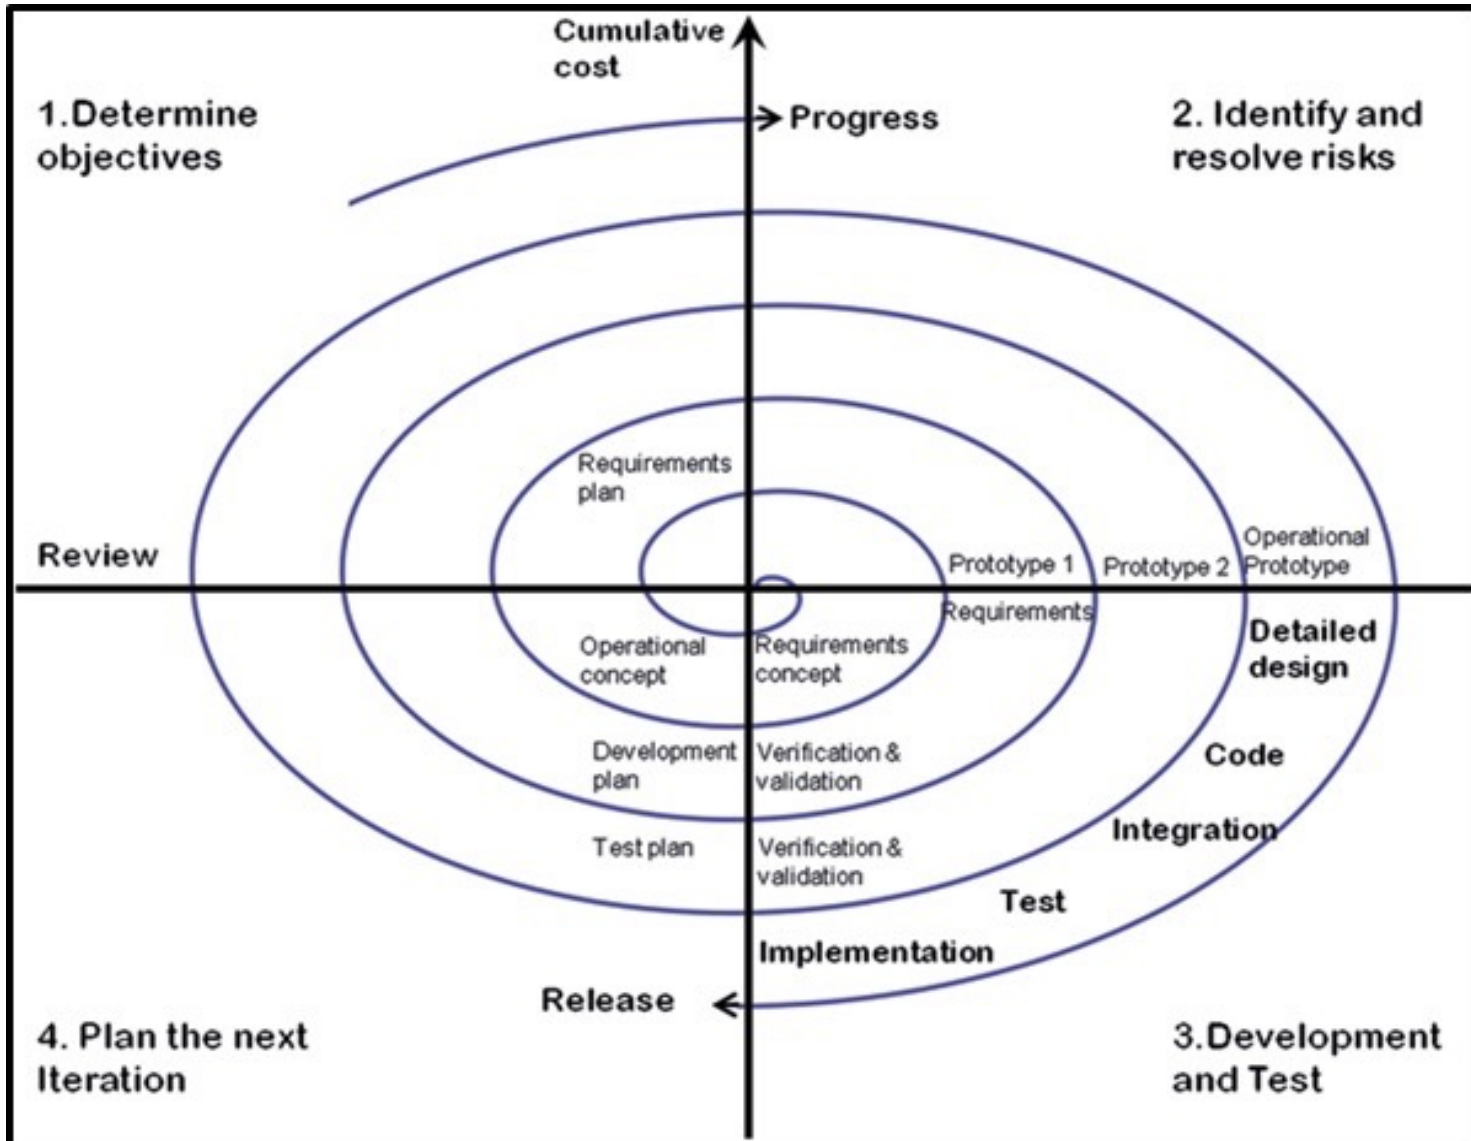 Cumulative
cost
1.Determine
objectives
Progress
2. Identify and
resolve risks
Requirements
plan
Review
Prototype 1
Prototype 2
Operational
Prototype
Requirements
Operational
concept
Requirements
concept
Detailed
design
Development
plan
Verification &
validation
Code
Integration
Test plan
Verification &
validation
Test
Implementation
Release
4. Plan the next
Iteration
3.Development
and Test